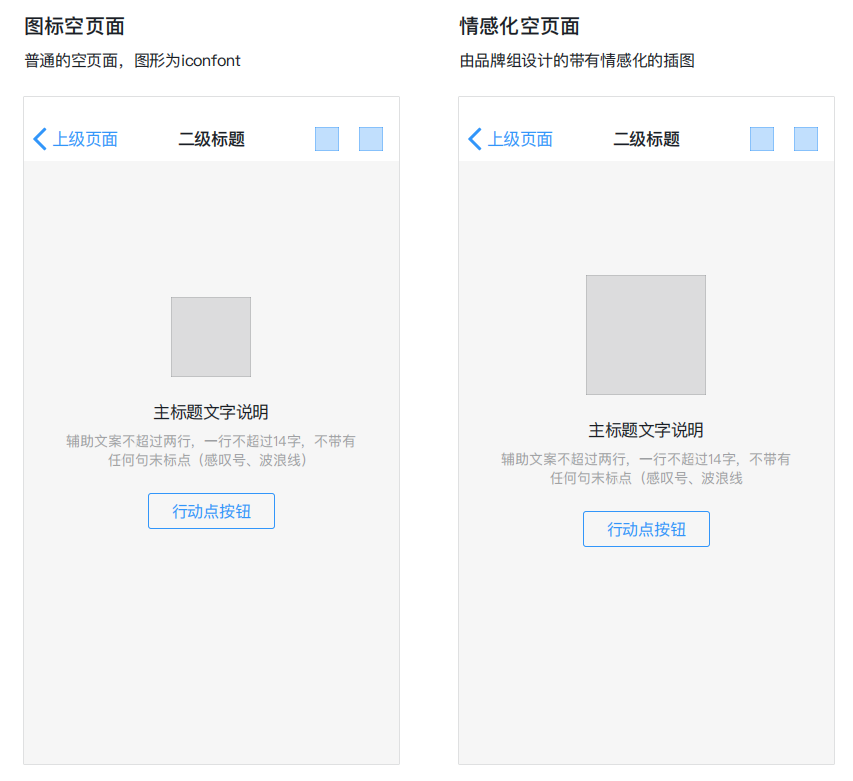 图标空页面
普通的空页面，图形为iconfont
上级页面
二级标题
主标题文字说明
辅助文案不超过两行，一行不超过14字，不带有
任何句末标点（感叹号、波浪线）
行动点按钮
情感化空页面
由品牌组设计的带有情感化的插图
上级页面
二级标题
主标题文字说明
辅助文案不超过两行，一行不超过14字，不带有
任何句末标点（感叹号、波浪线
行动点按钮